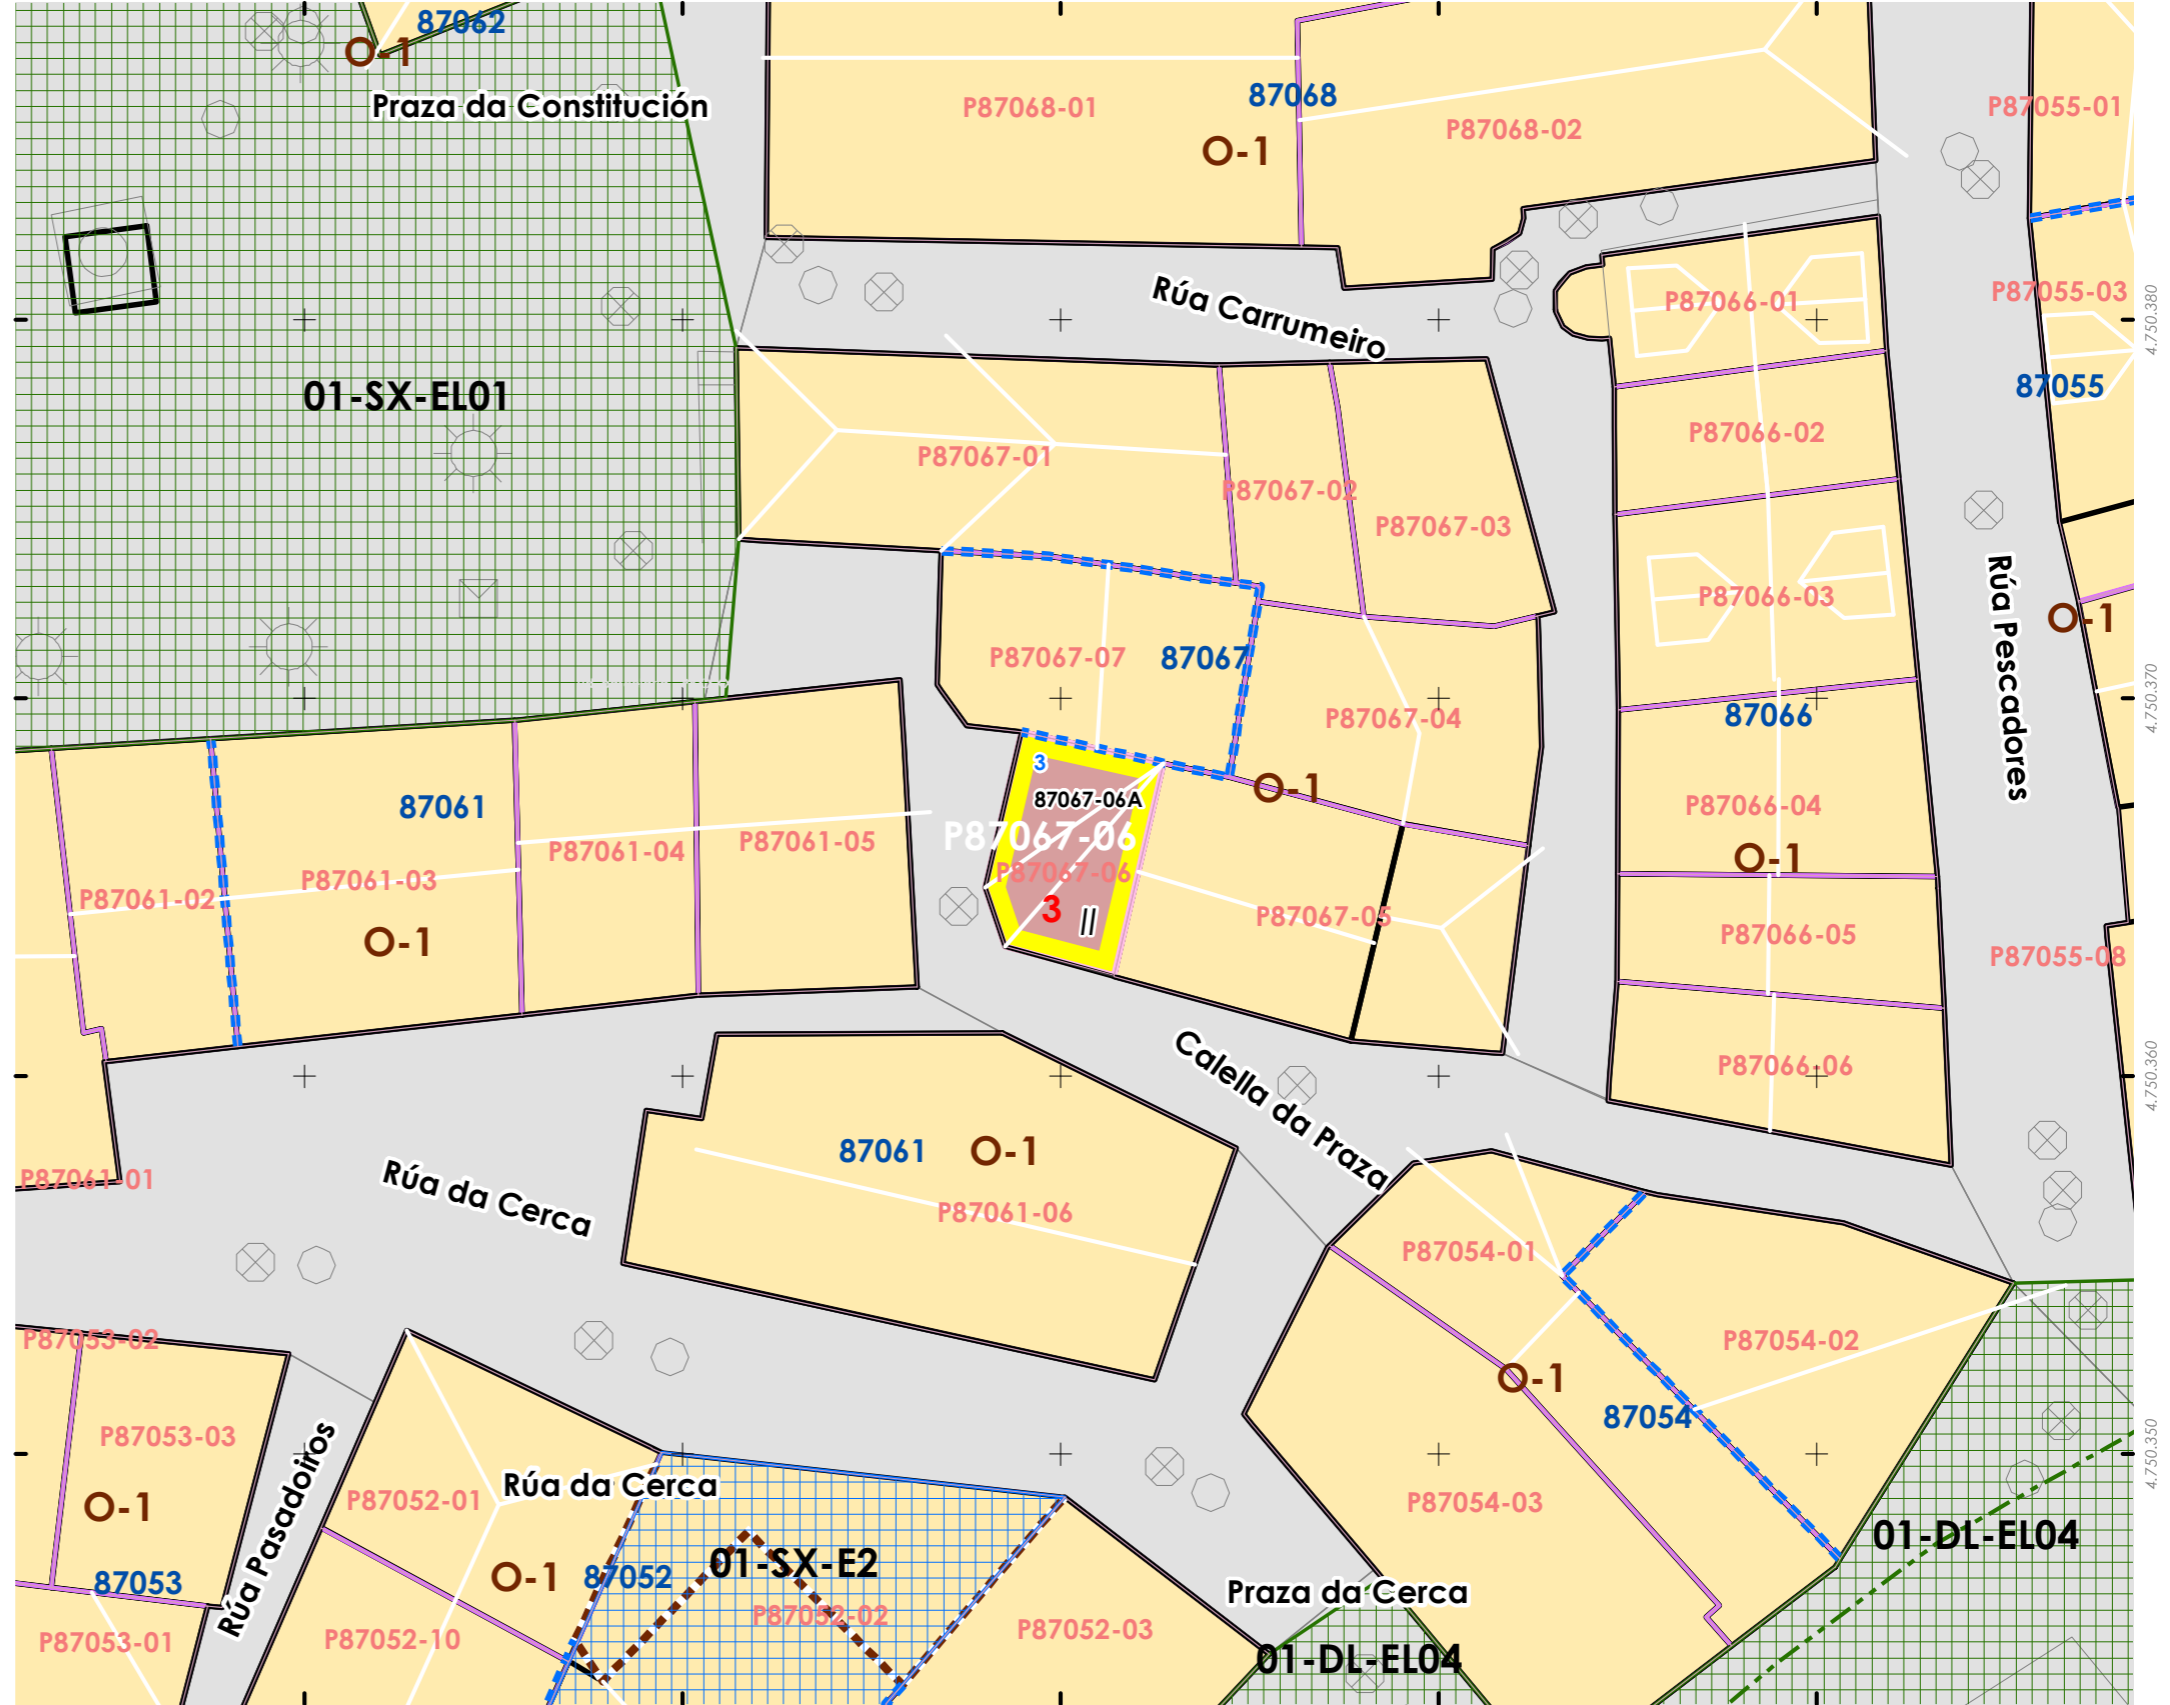 87062
O-1
Praza da Constitución
87068
P87068-01
P87068-02
O-1
P87055-01
Rúa Carrumeiro
P87066-01
P87055-03
4.750.380
01-SX-EL01
87055
P87067-01
P87066-02
P87067-02
P87067-03
P87066-03
O-1
Rúa Pescadores
P87067-07
87067
P87067-04
87066
4.750.370
3
87067-06A
O-1
87061
P87066-04
P87067-06
P87061-04
P87061-05
O-1
P87061-03
P87067-06
P87061-02
3
II
P87067-05
O-1
P87066-05
P87055-08
Calella da Praza
P87066-06
4.750.360
87061
O-1
P87061-01
Rúa da Cerca
P87061-06
P87054-01
P87053-02
P87054-02
O-1
87054
P87053-03
Rúa Pasadoiros
Rúa da Cerca
P87052-01
P87054-03
4.750.350
O-1
01-DL-EL04
01-SX-E2
O-1
87052
87053
Praza da Cerca
P87052-02
P87052-03
P87053-01
P87052-10
01-DL-EL04